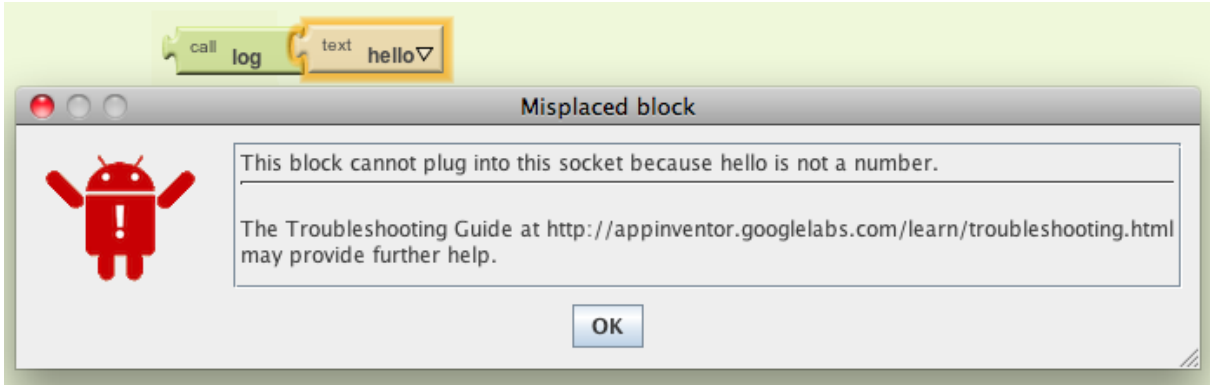 call log text hello
Misplaced block
This block cannot plug into this socket because hello is not a number.
The Troubleshooting Guide at http://appinventor.googlelabs.com/learn/troubleshooting.html
may provide further help.
OK